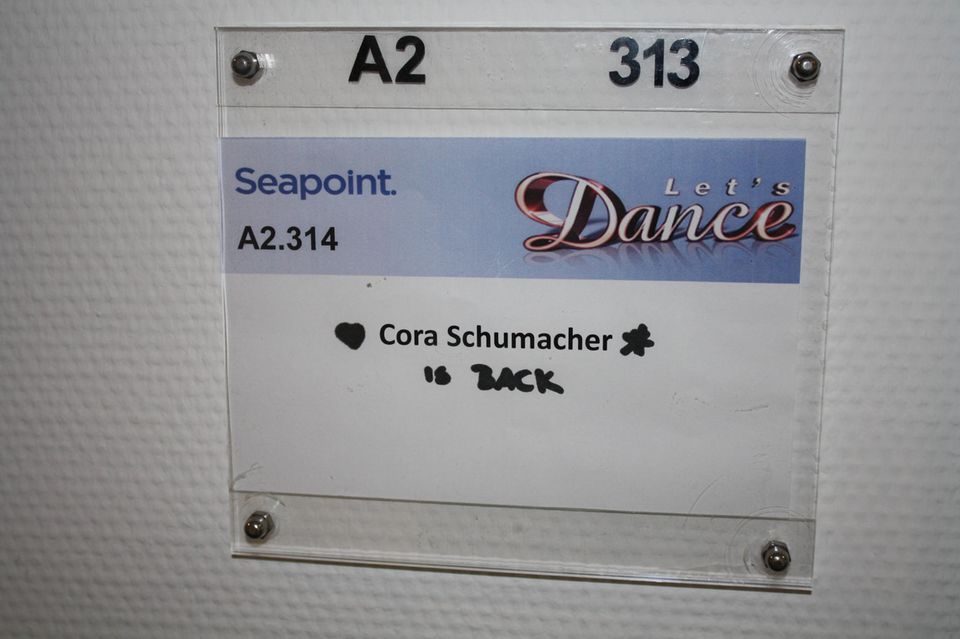 A2 313
Seapoint.
Let's
Dance
A2.314
Cora Schumacher
is BACK